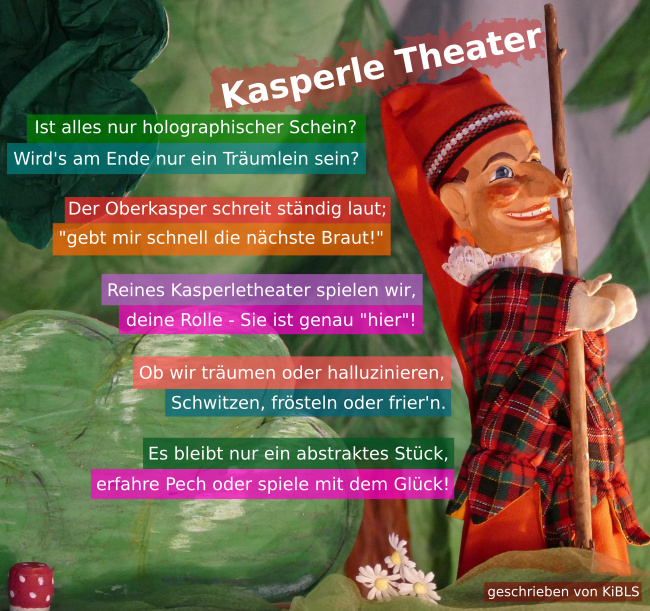 Kasperle Theater
Ist alles nur holographischer Schein?
Wird's am Ende nur ein Träumlein sein?
Der Oberkasper schreit ständig laut;
"gebt mir schnell die nächste Braut!"
Reines Kasperletheater spielen wir,
deine Rolle - Sie ist genau "hier"!
Ob wir träumen oder halluzinieren,
Schwitzen, frösteln oder frier'n.
Es bleibt nur ein abstraktes Stück,
erfahre Pech oder spiele mit dem Glück!
geschrieben von KiBLS